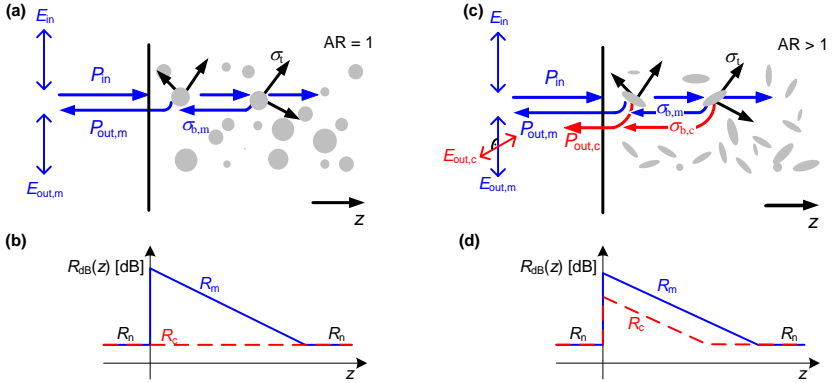 (a)
E_in
AR = 1
σ_t
P_in
P_out,m
σ_b,m
E_out,m
z
(b)
R_dB(z) [dB]
R_m
R_n
R_c
R_n
z
(c)
E_in
AR > 1
σ_t
P_in
σ_b,m
P_out,m
σ_b,c
P_out,c
E_out,c
E_out,m
z
(d)
R_dB(z) [dB]
R_m
R_n
R_c
R_n
z